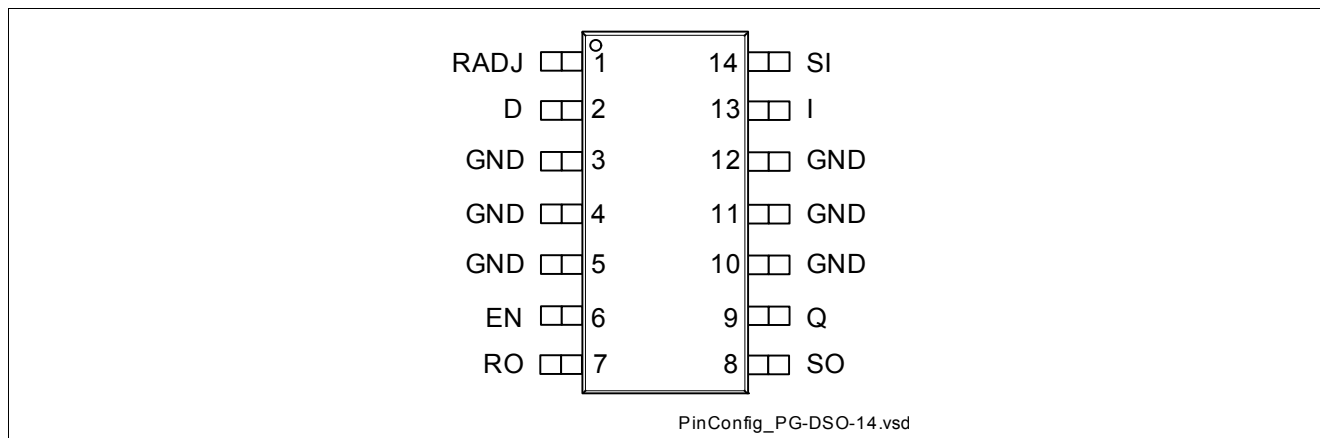 RADJ 1 14 SI
D 2 13 I
GND 3 12 GND
GND 4 11 GND
GND 5 10 GND
EN 6 9 Q
RO 7 8 SO
PinConfig_PG-DSO-14.vsd